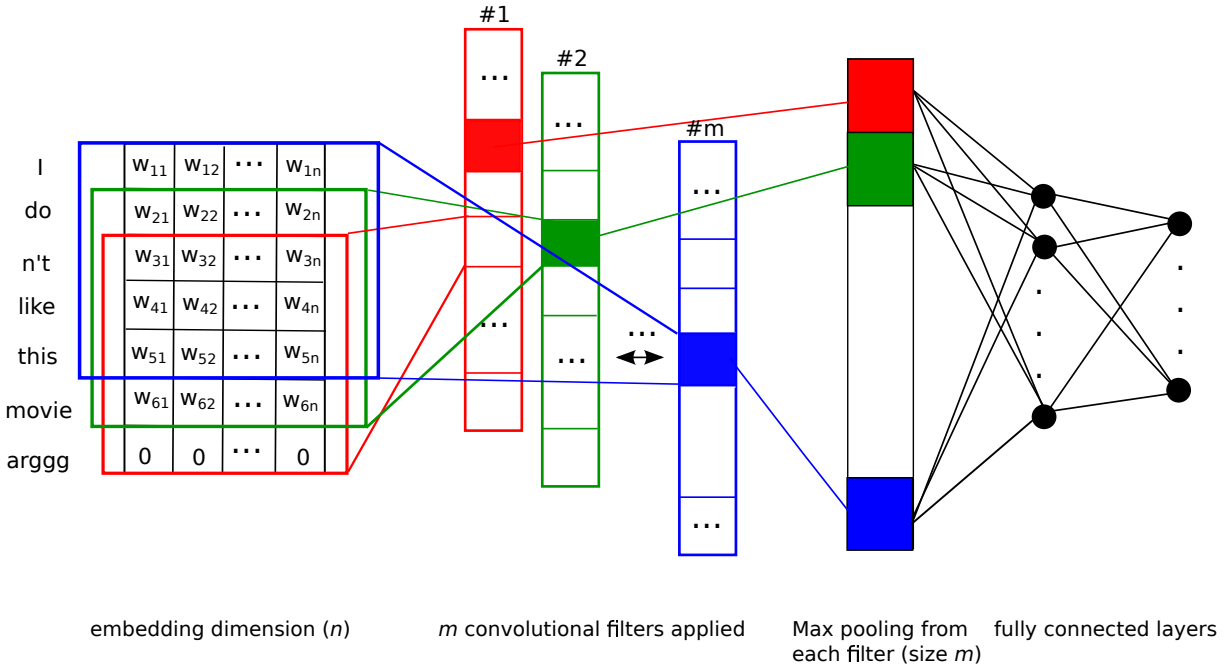 #1
#2
#m
I w11 w12 ... w1n
do w21 w22 ... w2n
n't w31 w32 ... w3n
like w41 w42 ... w4n
this w51 w52 ... w5n
movie w61 w62 ... w6n
arggg 0 0 ... 0
...
...
...
...
...
...
...
embedding dimension (n)
m convolutional filters applied
Max pooling from
each filter (size m)
fully connected layers